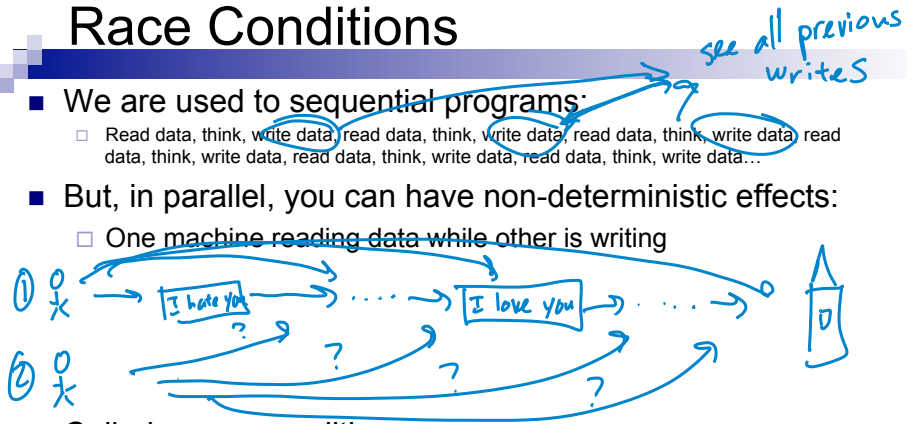 Race Conditions
see all previous
writes
We are used to sequential programs:
Read data, think, write data, read data, think, write data, read data, think, write data, read
data, think, write data, read data, think, write data, read data, think, write data…
But, in parallel, you can have non-deterministic effects:
One machine reading data while other is writing
① → I hate you → .... → I love you → .... →
? ? ? ?
②